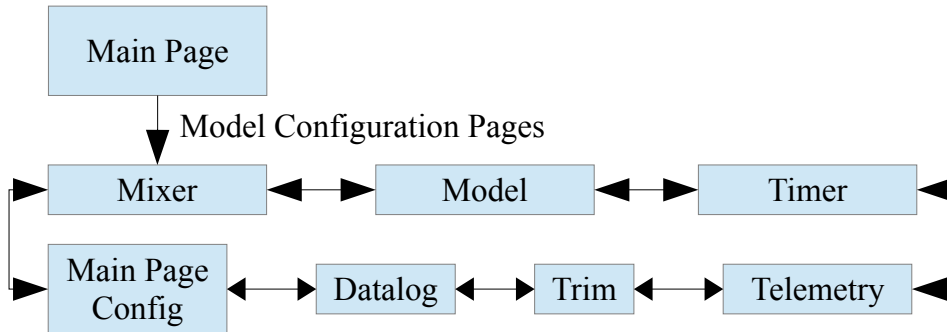 Main Page
Model Configuration Pages
Mixer
Model
Timer
Main Page
Config
Datalog
Trim
Telemetry